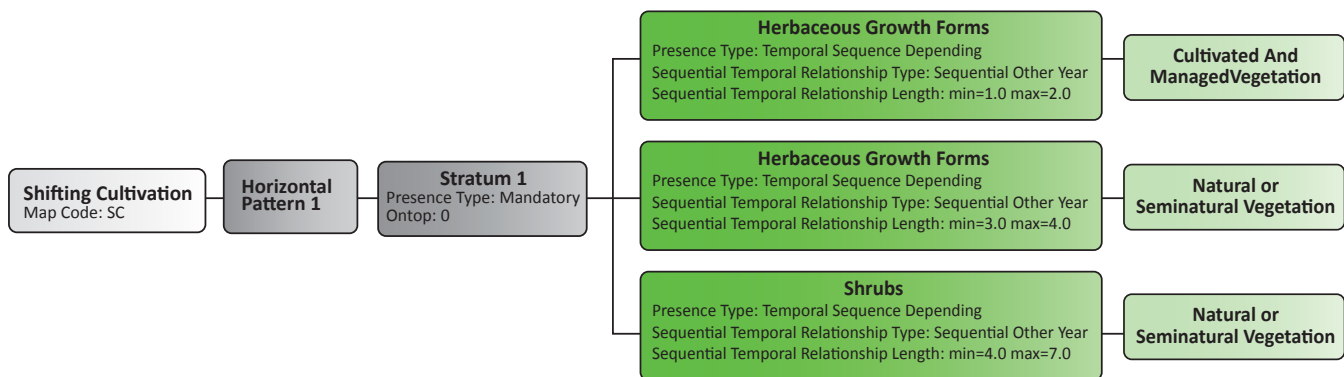 Shifting Cultivation
Map Code: SC
Horizontal
Pattern 1
Stratum 1
Presence Type: Mandatory
Ontop: 0
Herbaceous Growth Forms
Presence Type: Temporal Sequence Depending
Sequential Temporal Relationship Type: Sequential Other Year
Sequential Temporal Relationship Length: min=1.0 max=2.0
Cultivated And
ManagedVegetation
Herbaceous Growth Forms
Presence Type: Temporal Sequence Depending
Sequential Temporal Relationship Type: Sequential Other Year
Sequential Temporal Relationship Length: min=3.0 max=4.0
Natural or
Seminatural Vegetation
Shrubs
Presence Type: Temporal Sequence Depending
Sequential Temporal Relationship Type: Sequential Other Year
Sequential Temporal Relationship Length: min=4.0 max=7.0
Natural or
Seminatural Vegetation